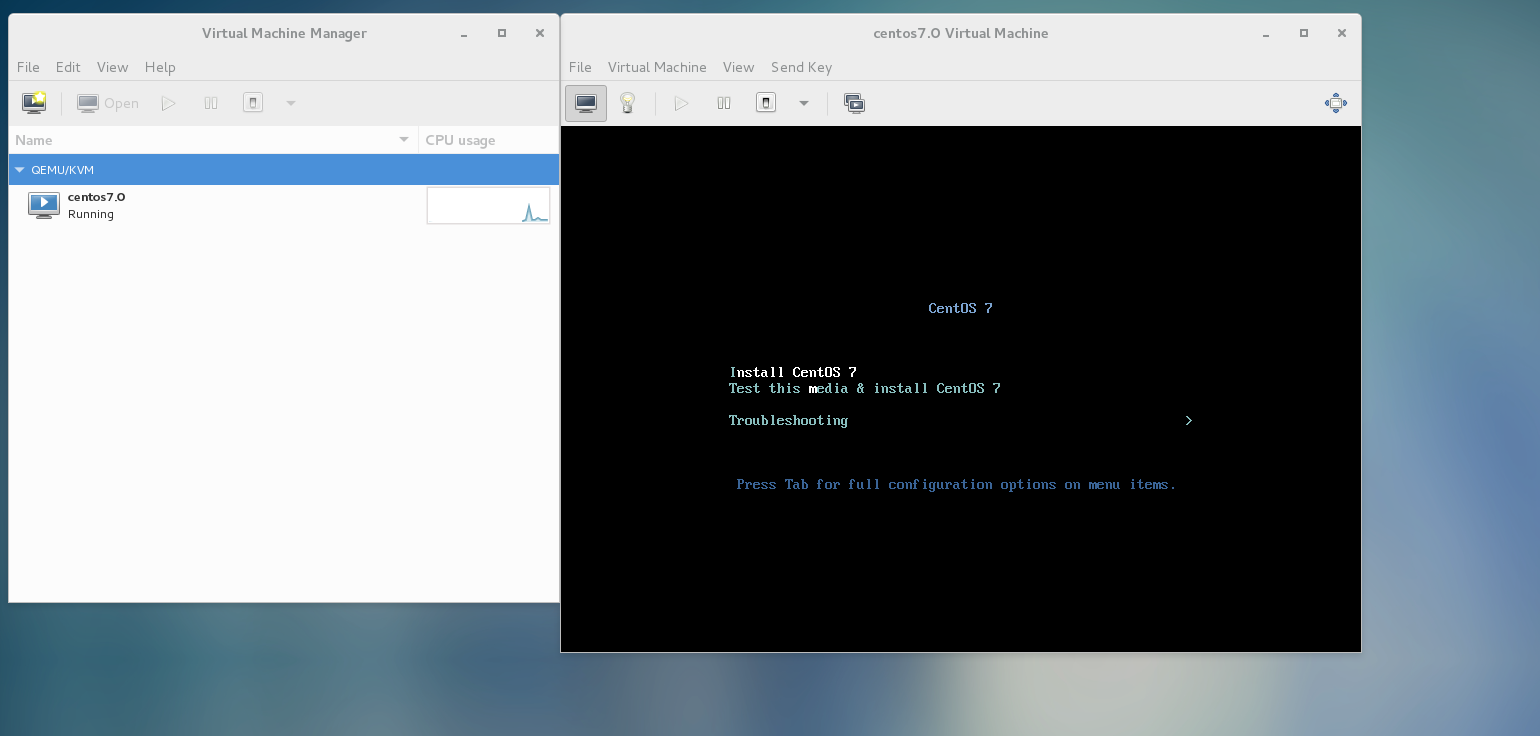 Virtual Machine Manager
File Edit View Help
Open
Name CPU usage
QEMU/KVM
centos7.0
Running
centos7.0 Virtual Machine
File Virtual Machine View Send Key
CentOS 7
Install CentOS 7
Test this media & install CentOS 7
Troubleshooting >
Press Tab for full configuration options on menu items.